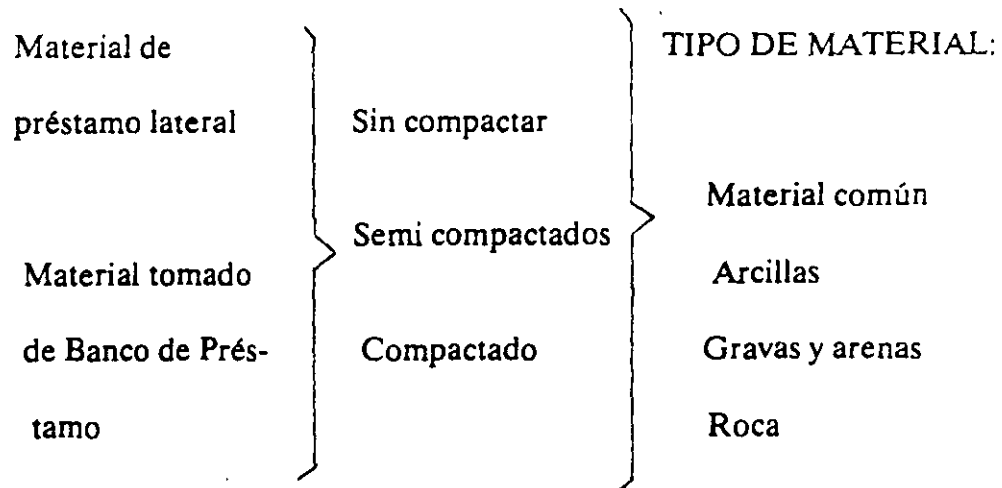 Material de
préstamo lateral
Material tomado
de Banco de Prés-
tamo
Sin compactar
Semi compactados
Compactado
TIPO DE MATERIAL:
Material común
Arcillas
Gravas y arenas
Roca